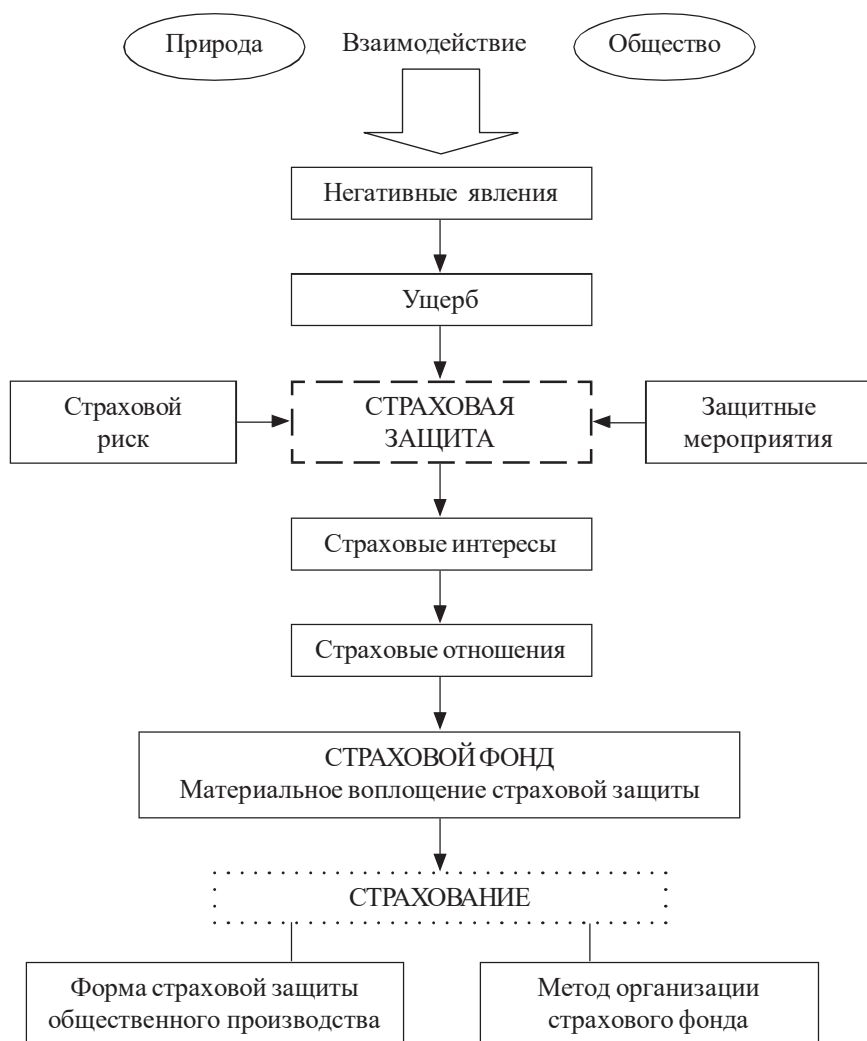 Природа
Взаимодействие
Общество
Негативные явления
Ущерб
Страховой
риск
СТРАХОВАЯ
ЗАЩИТА
Защитные
мероприятия
Страховые интересы
Страховые отношения
СТРАХОВОЙ ФОНД
Материальное воплощение страховой защиты
СТРАХОВАНИЕ
Форма страховой защиты
общественного производства
Метод организации
страхового фонда